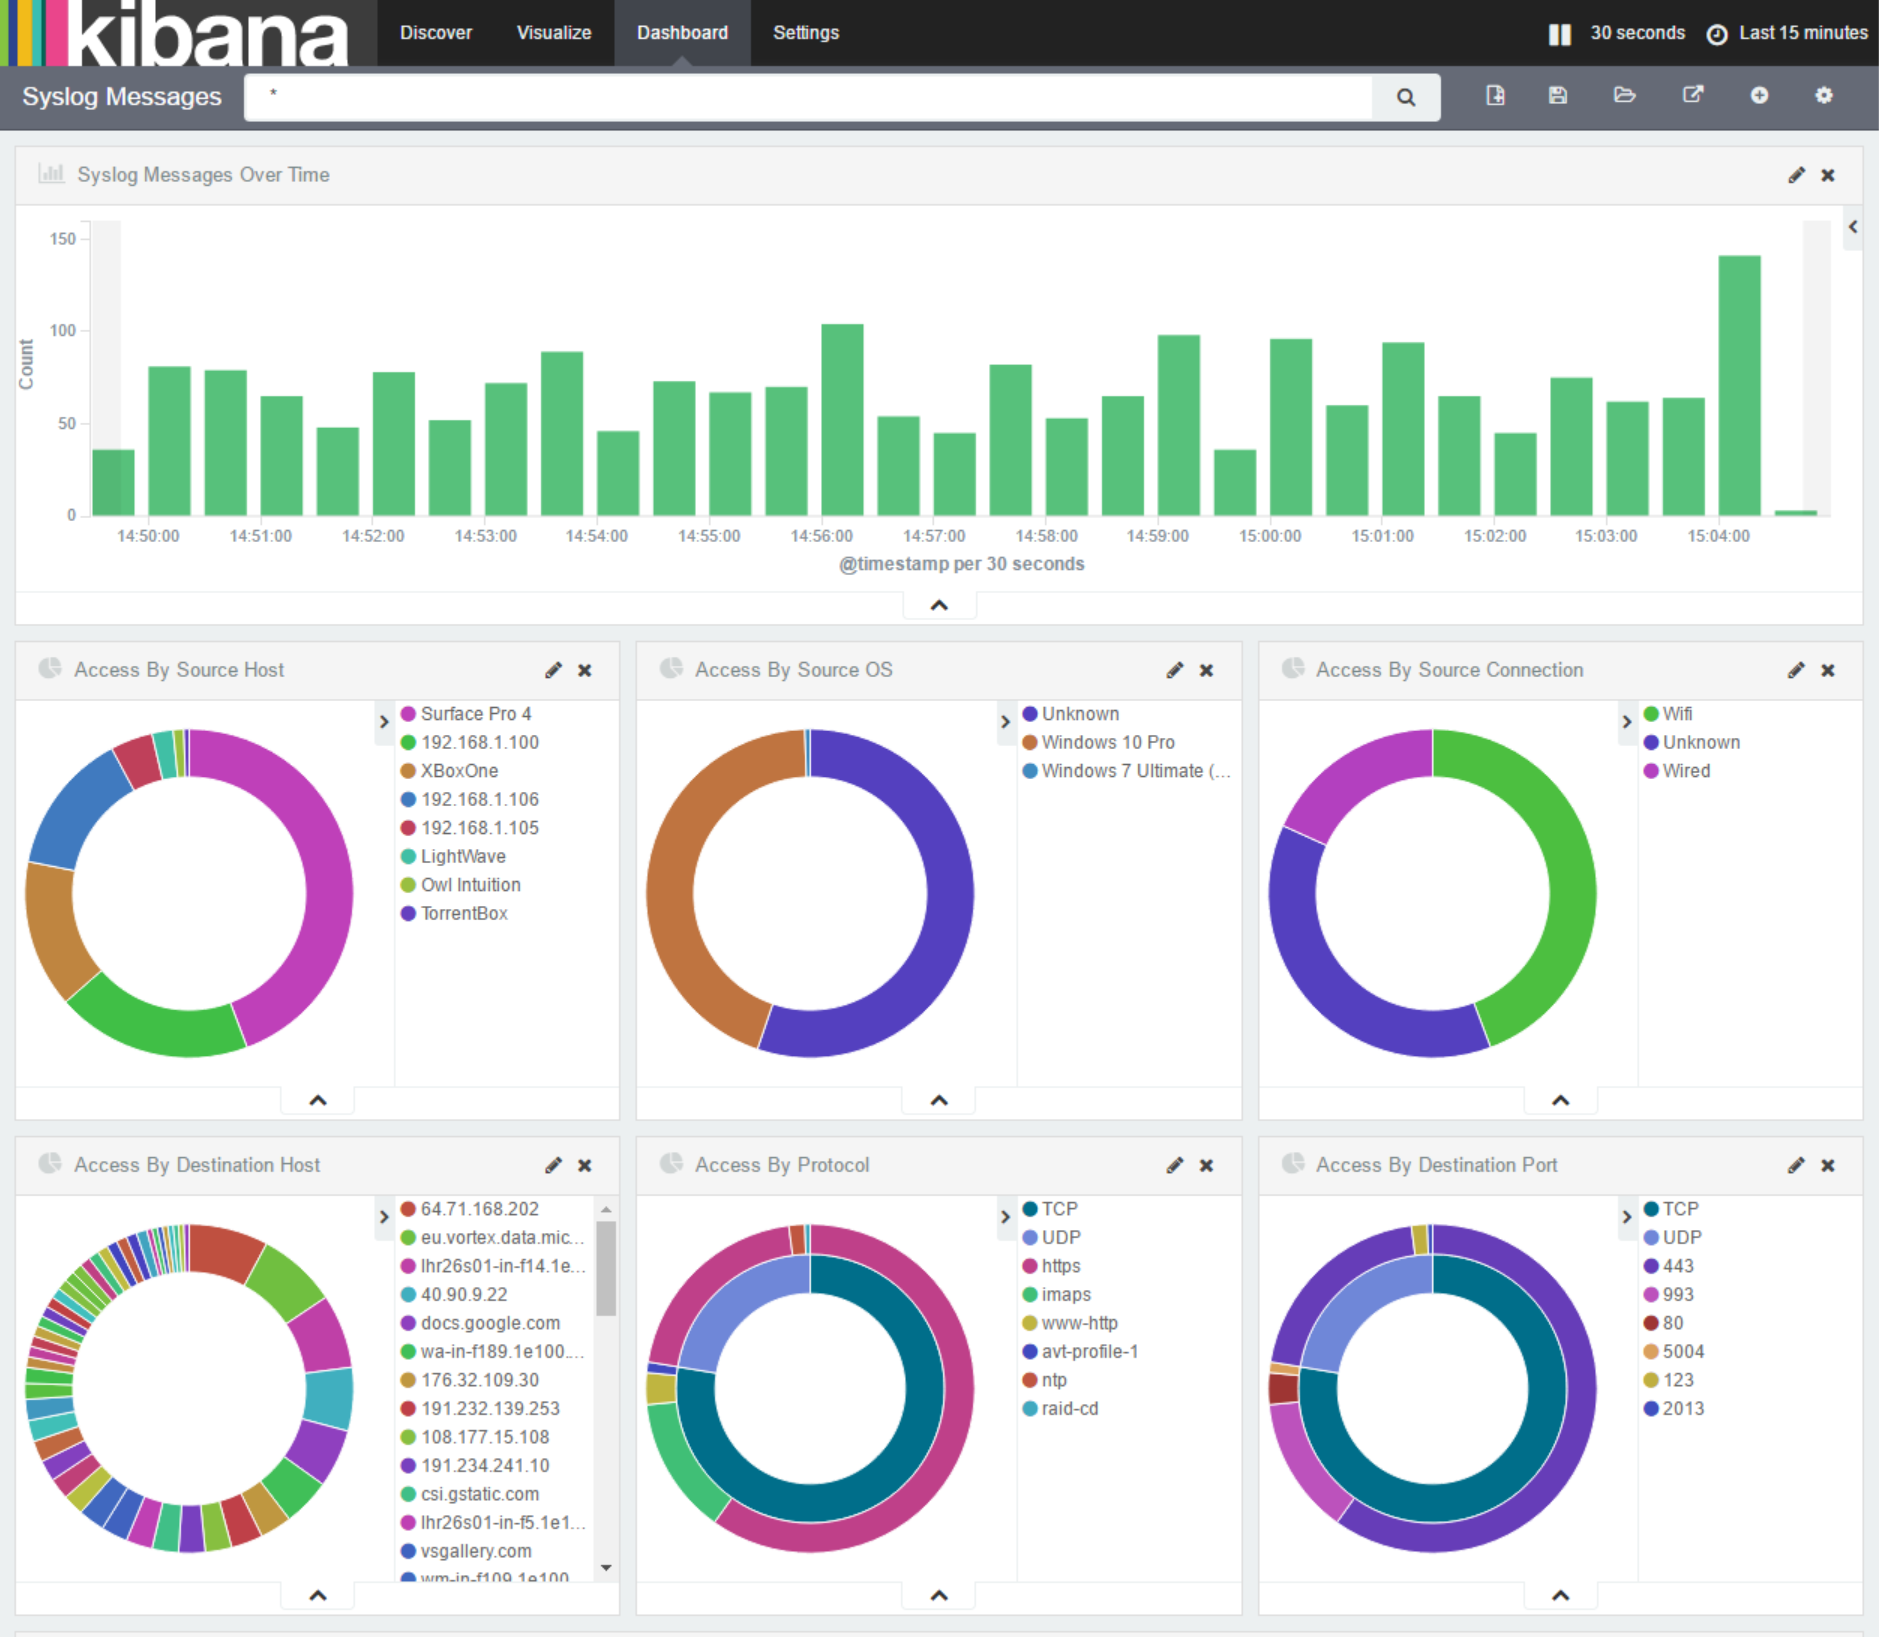 kibana
Discover Visualize Dashboard Settings 30 seconds Last 15 minutes
Syslog Messages *
Syslog Messages Over Time
150
100
50
0
Count
14:50:00 14:51:00 14:52:00 14:53:00 14:54:00 14:55:00 14:56:00 14:57:00 14:58:00 14:59:00 15:00:00 15:01:00 15:02:00 15:03:00 15:04:00
@timestamp per 30 seconds
Access By Source Host
Surface Pro 4
192.168.1.100
XBoxOne
192.168.1.106
192.168.1.105
LightWave
Owl Intuition
TorrentBox
Access By Source OS
Unknown
Windows 10 Pro
Windows 7 Ultimate (...
Access By Source Connection
Wifi
Unknown
Wired
Access By Destination Host
64.71.168.202
eu.vortex.data.mic...
lhr26s01-in-f14.1e...
40.90.9.22
docs.google.com
wa-in-f189.1e100....
176.32.109.30
191.232.139.253
108.177.15.108
191.234.241.10
csi.gstatic.com
lhr26s01-in-f5.1e1...
vsgallery.com
wm-in-f109.1e100
Access By Protocol
TCP
UDP
https
imaps
www-http
avt-profile-1
ntp
raid-cd
Access By Destination Port
TCP
UDP
443
993
80
5004
123
2013